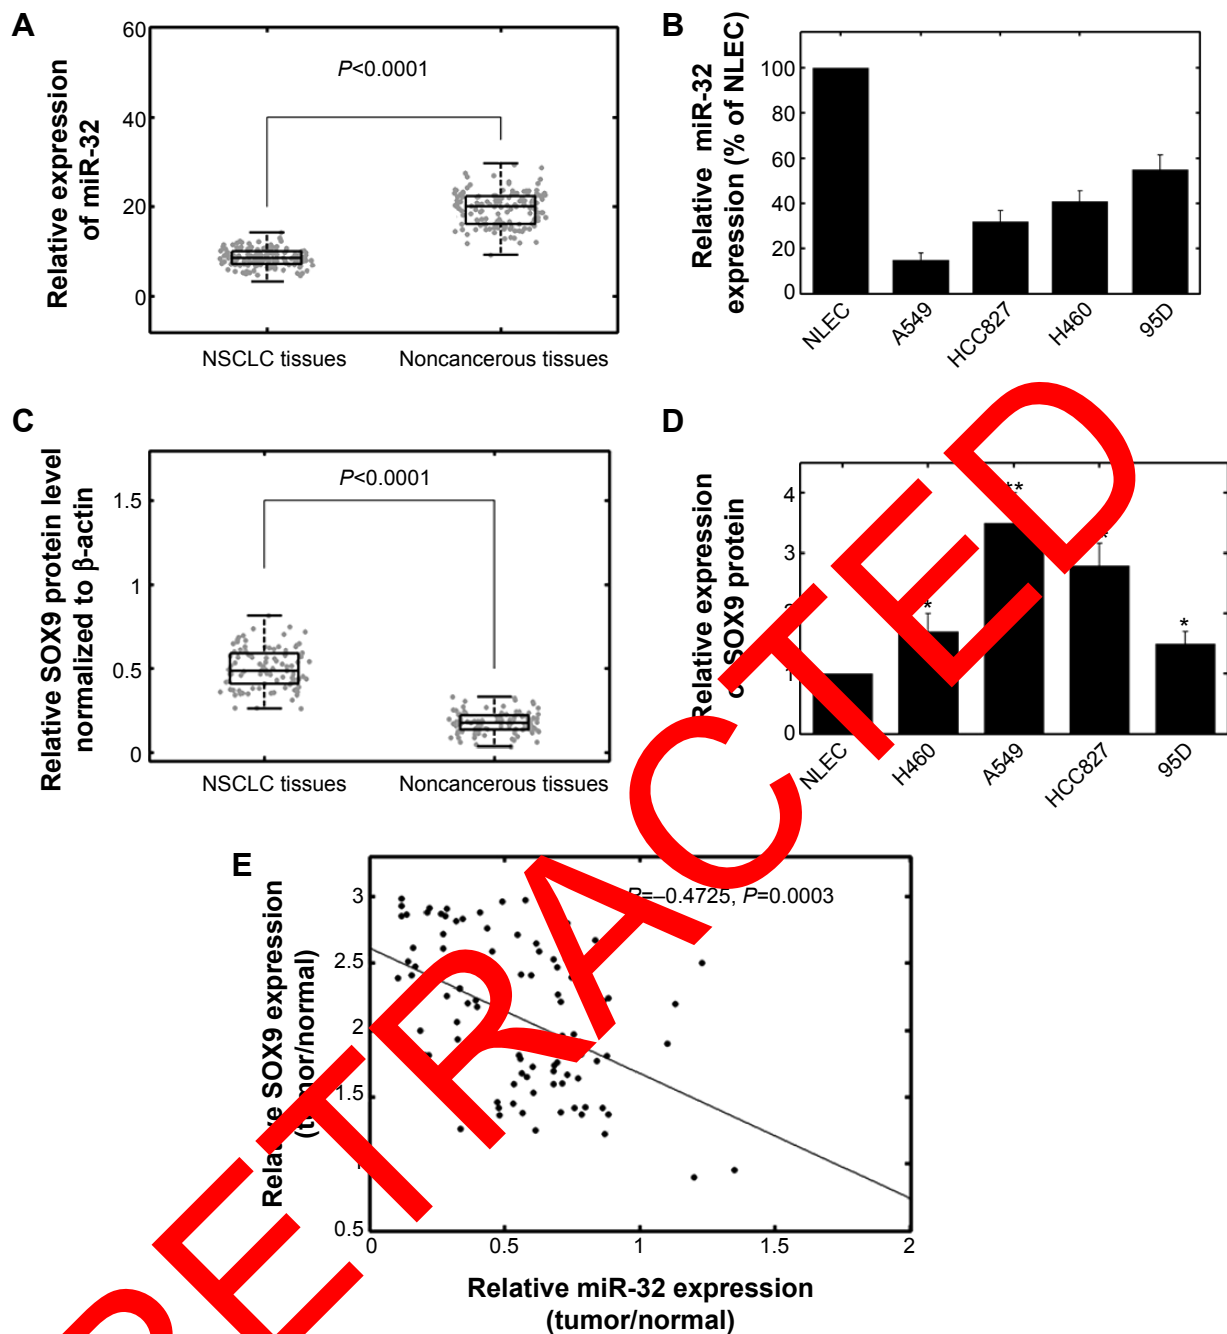 A
Relative expression
of miR-32
60
40
20
0
P<0.0001
NSCLC tissues
Noncancerous tissues
B
Relative miR-32
expression (% of NLEC)
100
80
60
40
20
0
NLEC
A549
HCC827
H460
95D
C
Relative SOX9 protein level
normalized to β-actin
1.5
1
0.5
0
P<0.0001
NSCLC tissues
Noncancerous tissues
D
Relative expression
SOX9 protein
4
3
1
0
*
**
*
*
NLEC
H460
A549
HCC827
95D
E
Relative SOX9 expression
(tumor/normal)
3
2.5
2
1.5
0.5
=–0.4725, P=0.0003
0
0.5
1
1.5
2
Relative miR-32 expression
(tumor/normal)
RETRACTED